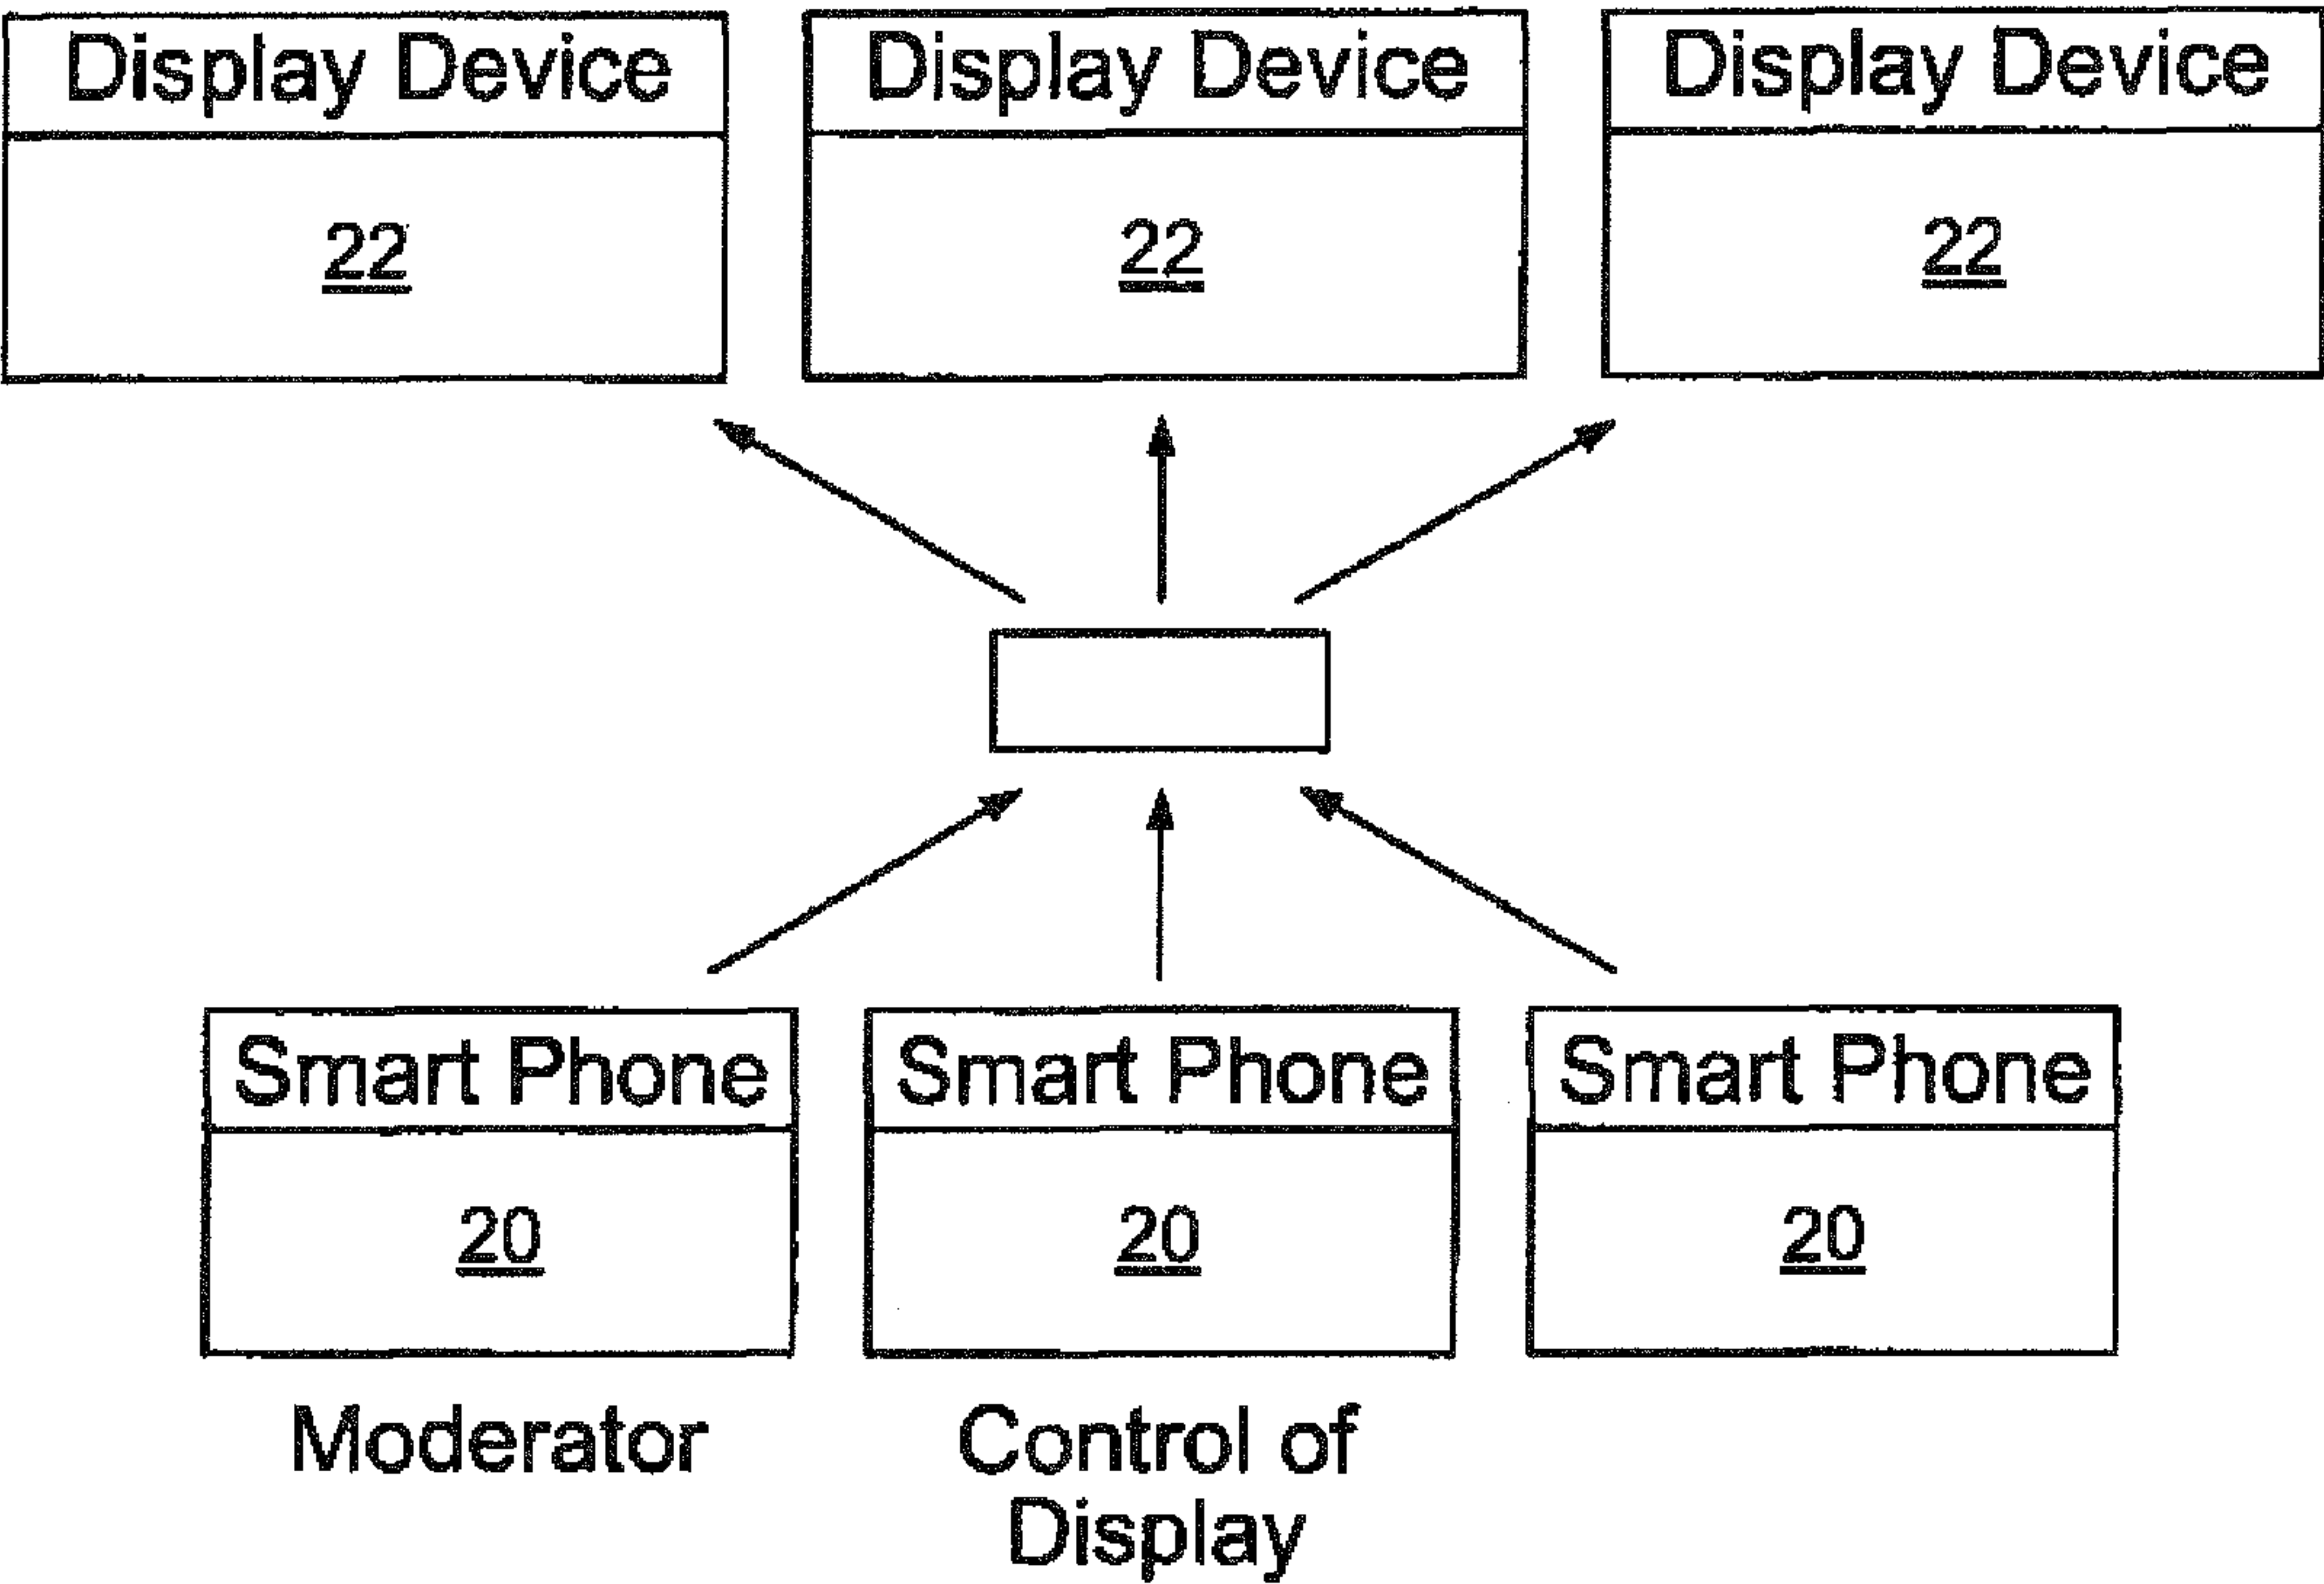 Display Device Display Device Display Device
22 22 22
Smart Phone Smart Phone Smart Phone
20 20 20
Moderator Control of
Display